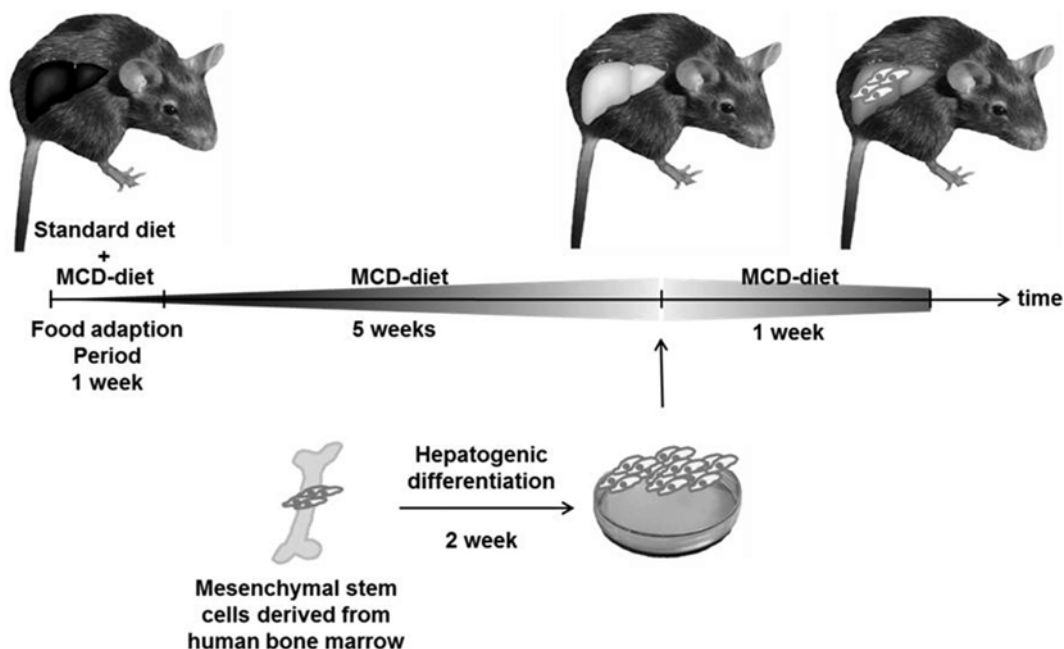 Standard diet
+
MCD-diet
MCD-diet
MCD-diet
time
Food adaption
Period
1 week
5 weeks
1 week
Hepatogenic
differentiation
2 week
Mesenchymal stem
cells derived from
human bone marrow